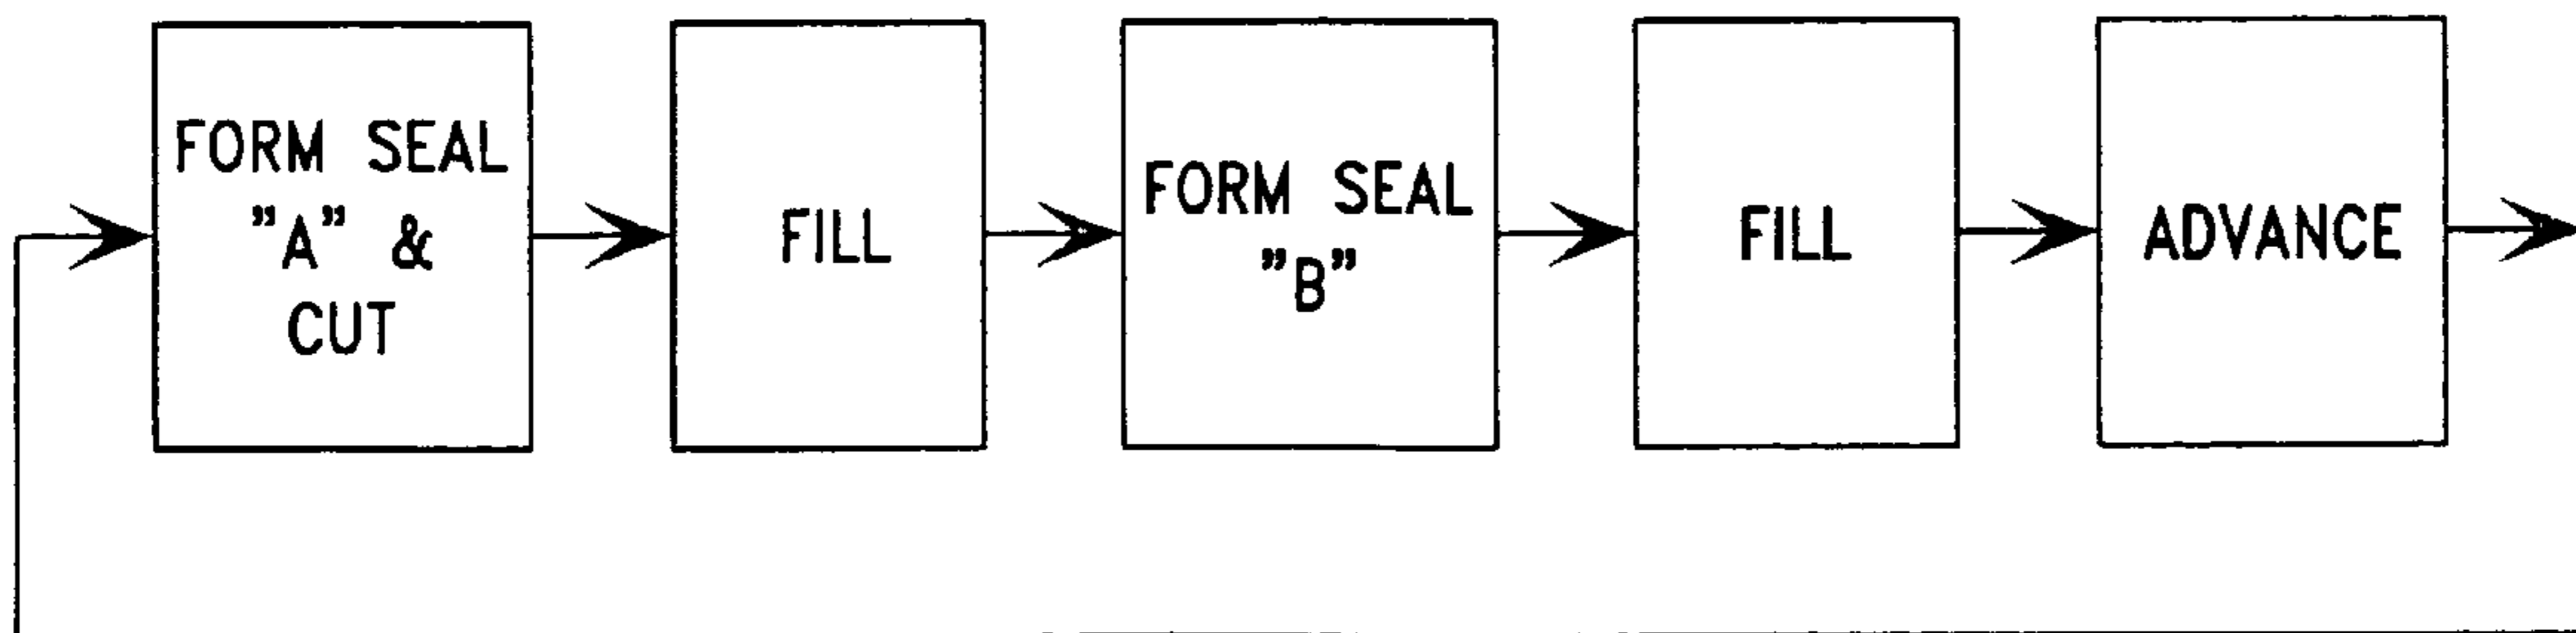 FORM SEAL
"A" &
CUT
FILL
FORM SEAL
"B"
FILL
ADVANCE